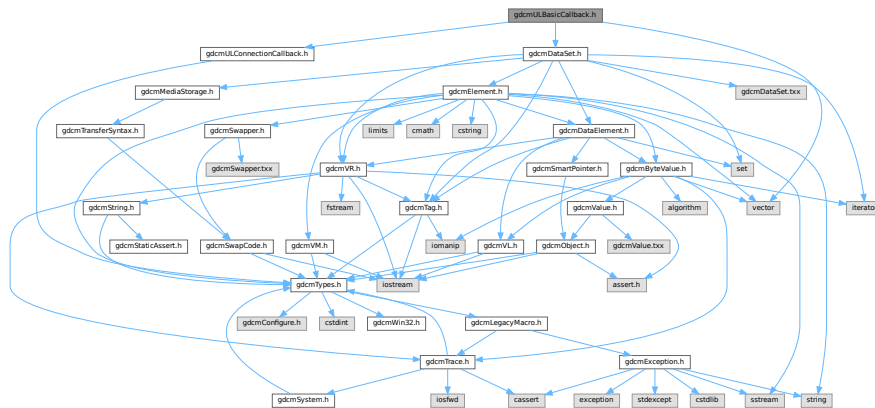 gdcmULBasicCallback.h
gdcmULConnectionCallback.h
gdcmDataSet.h
gdcmMediaStorage.h
gdcmElement.h
gdcmDataSet.txx
gdcmTransferSyntax.h
gdcmSwapper.h
limits
cmath
cstring
gdcmDataElement.h
gdcmSwapper.txx
gdcmVR.h
gdcmSmartPointer.h
gdcmByteValue.h
set
gdcmString.h
fstream
gdcmTag.h
gdcmValue.h
algorithm
vector
iterator
gdcmStaticAssert.h
gdcmSwapCode.h
gdcmVM.h
iomanip
gdcmVL.h
gdcmObject.h
gdcmValue.txx
gdcmTypes.h
iostream
assert.h
gdcmConfigure.h
cstdint
gdcmWin32.h
gdcmLegacyMacro.h
gdcmTrace.h
gdcmException.h
gdcmSystem.h
iosfwd
cassert
exception
stdexcept
cstdlib
sstream
string